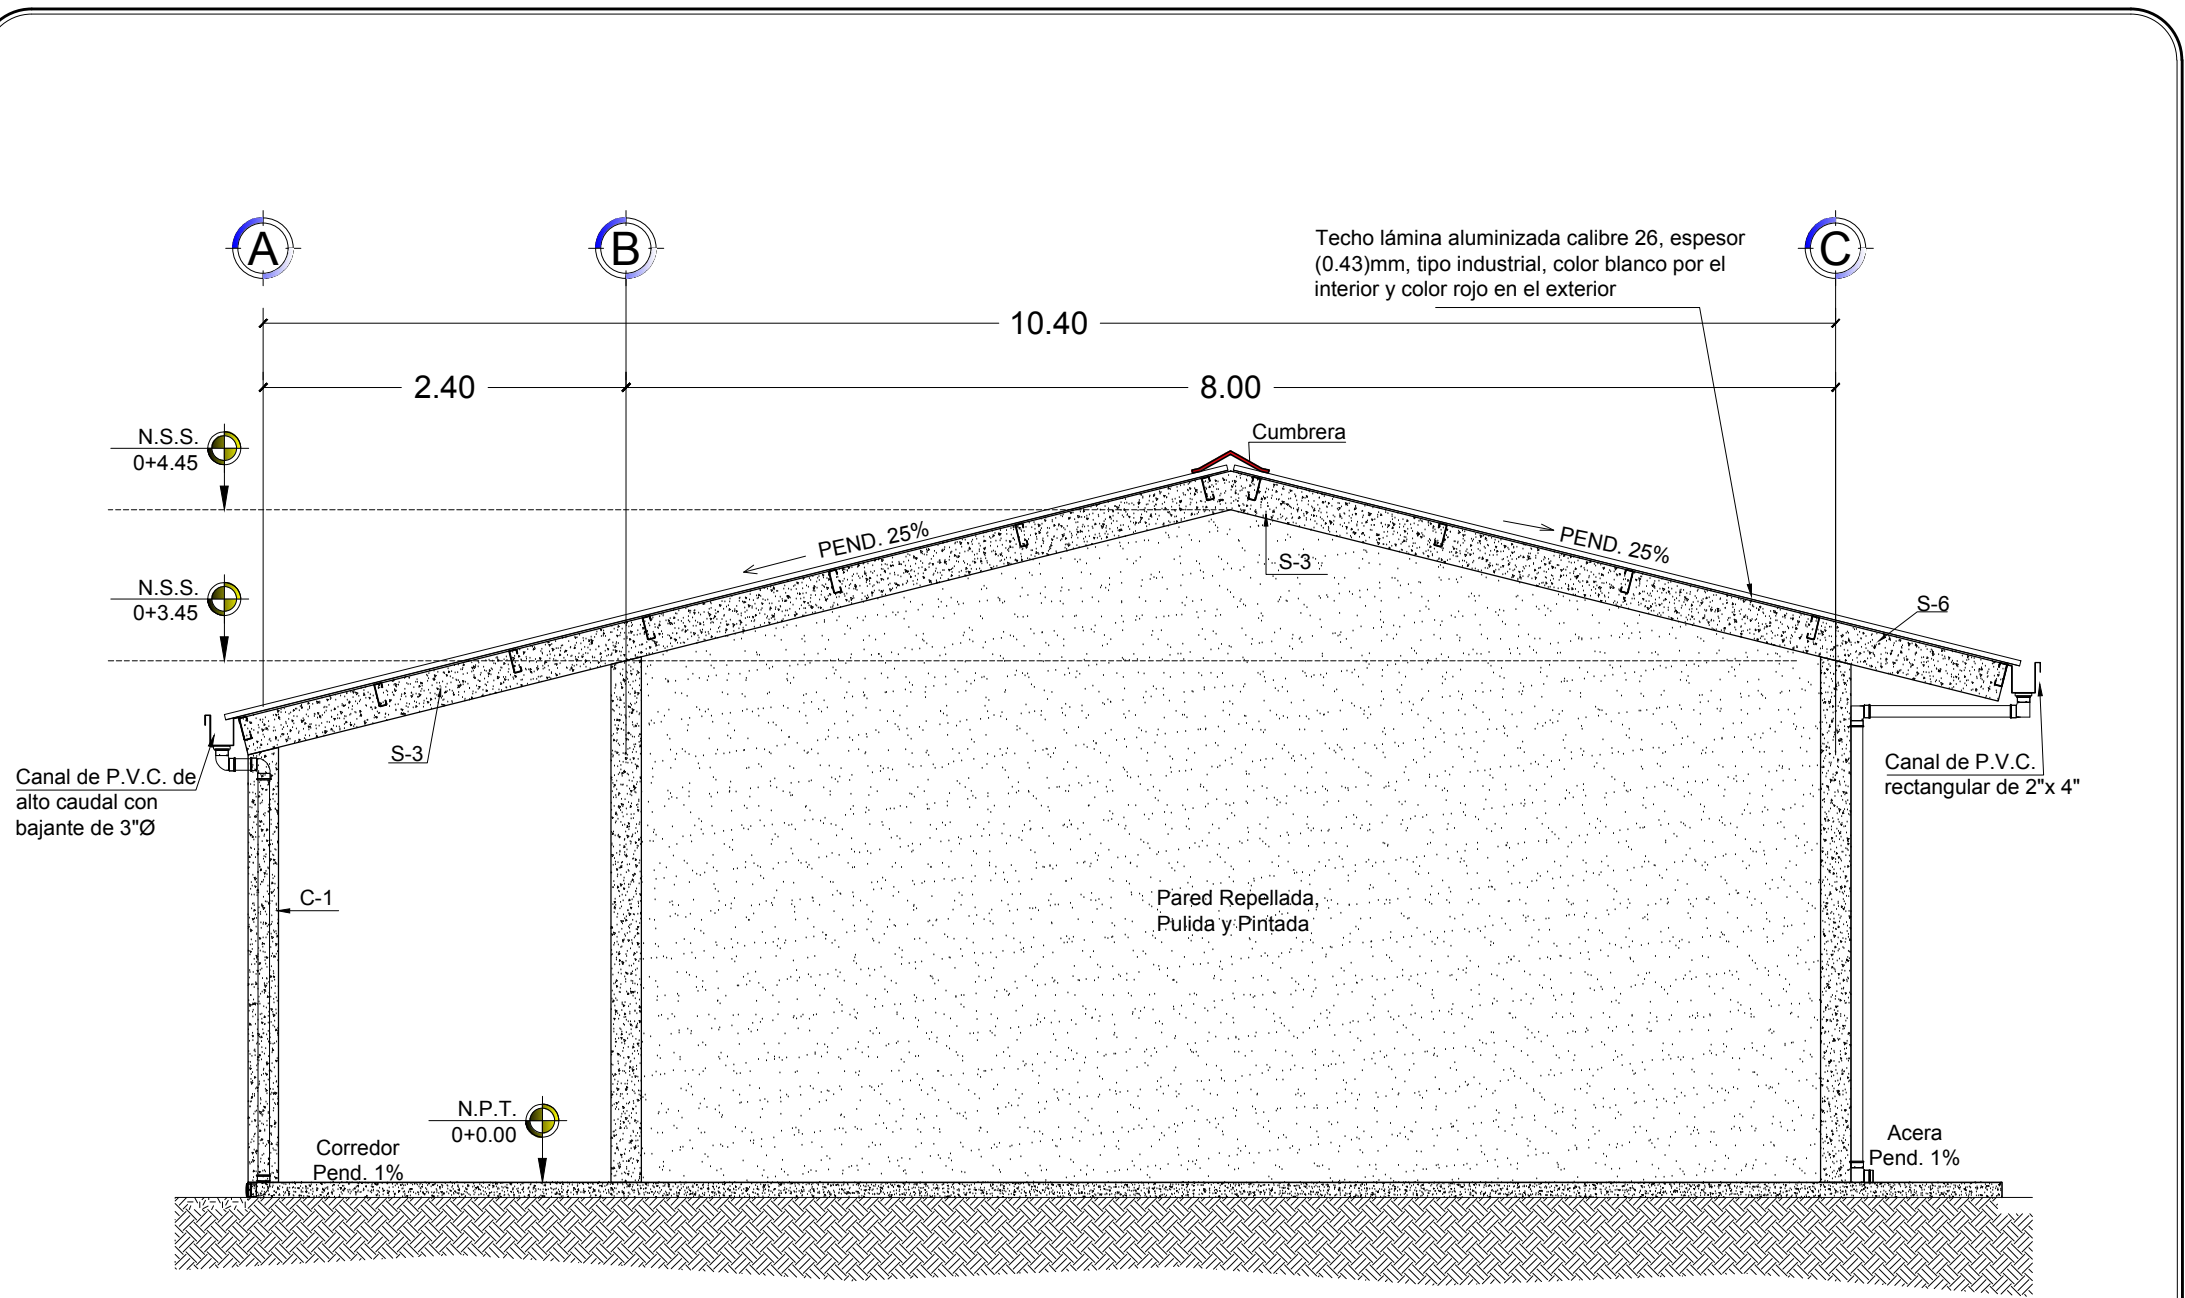 A
B
C
Techo lámina aluminizada calibre 26, espesor
(0.43)mm, tipo industrial, color blanco por el
interior y color rojo en el exterior
10.40
2.40
8.00
N.S.S.
0+4.45
Cumbrera
PEND. 25%
PEND. 25%
S-3
N.S.S.
0+3.45
S-6
S-3
Canal de P.V.C. de
alto caudal con
bajante de 3"Ø
Canal de P.V.C.
rectangular de 2"x 4"
C-1
Pared Repellada,
Pulida y Pintada
N.P.T.
0+0.00
Corredor
Pend. 1%
Acera
Pend. 1%